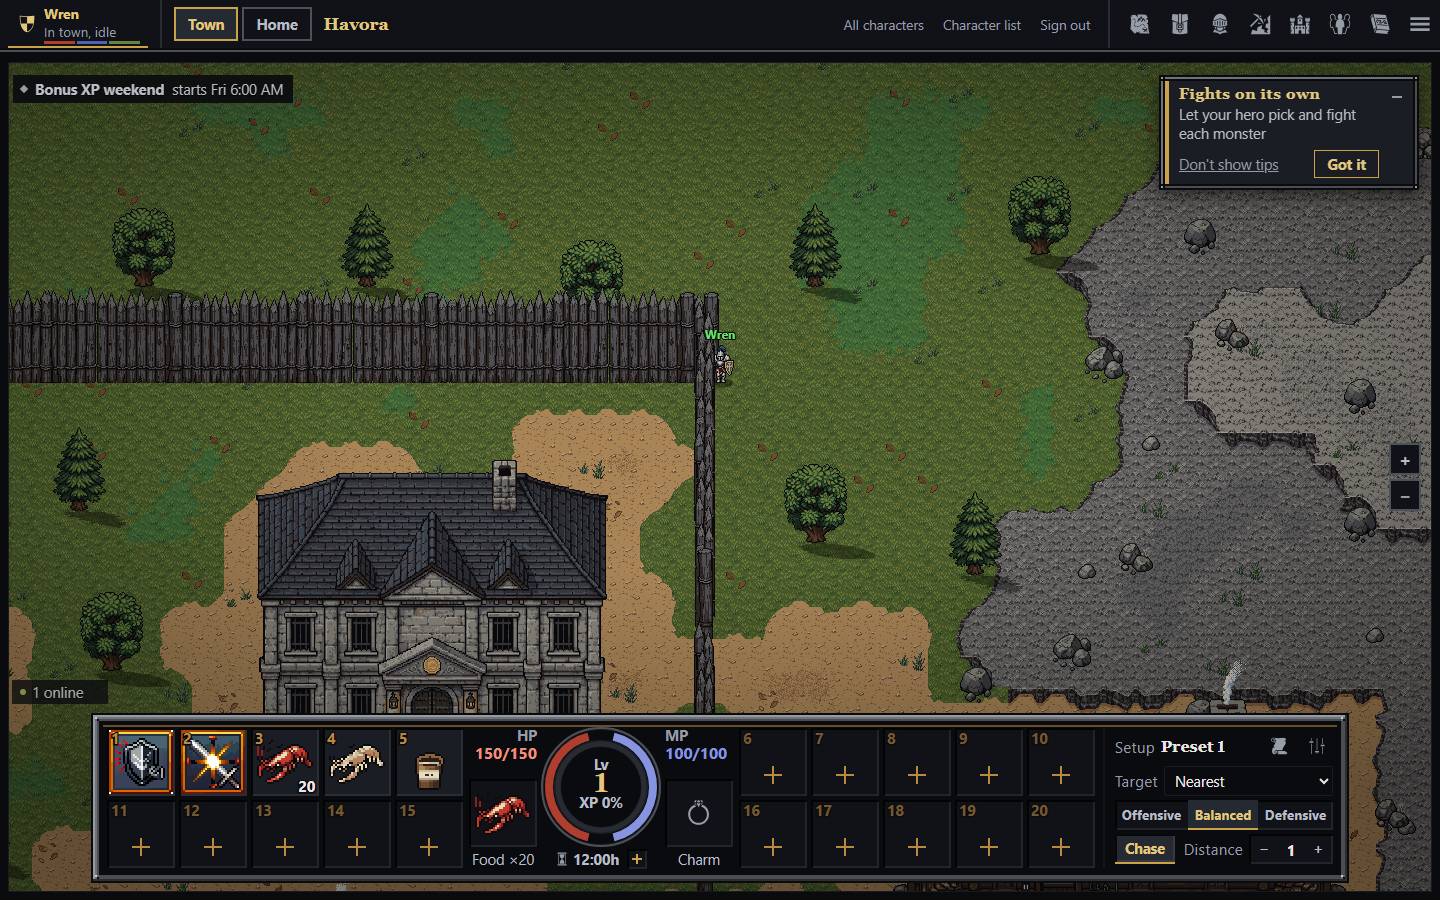 Wren
In town, idle
Town
Home
Havora
All characters
Character list
Sign out
Bonus XP weekend starts Fri 6:00 AM
Fights on its own
Let your hero pick and fight
each monster
Don't show tips
Got it
Wren
+
−
1 online
1
2
3
20
4
5
HP
150/150
Lv
1
XP 0%
MP
100/100
6
7
8
9
10
11
12
13
14
15
Food ×20
12:00h
+
Charm
16
17
18
19
20
Setup Preset 1
Target Nearest
Offensive Balanced Defensive
Chase Distance − 1 +